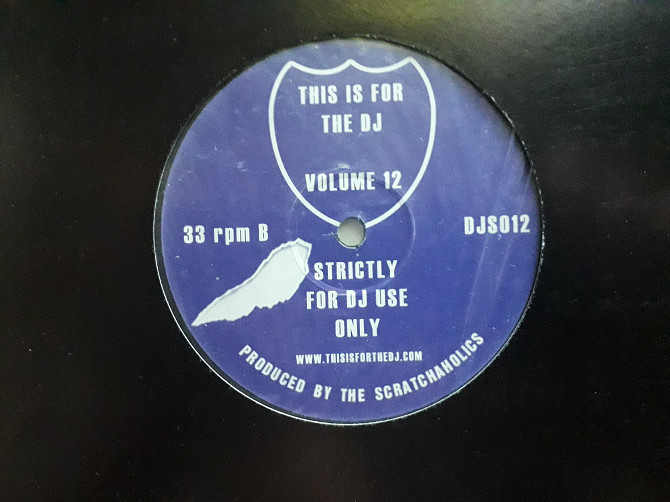 THIS IS FOR
THE DJ
VOLUME 12
33 rpm B
DJS012
STRICTLY
FOR DJ USE
ONLY
WWW.THISISFORTHEDJ.COM
PRODUCED BY THE SCRATCHAHOLICS